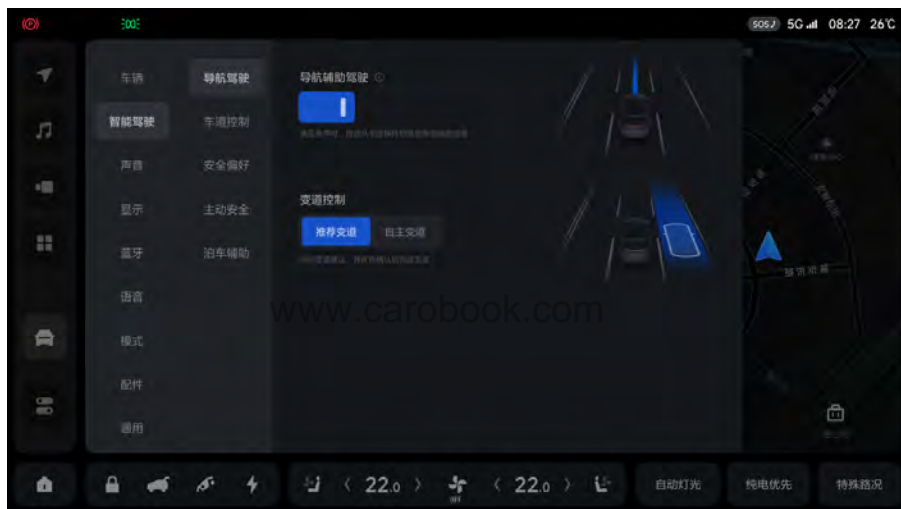 SOS
5G
08:27
26℃
车辆
导航驾驶
导航辅助驾驶
智能驾驶
车道控制
声音
安全偏好
显示
主动安全
变道控制
推荐变道
自主变道
蓝牙
泊车辅助
语音
www.carobook.com
模式
配件
通用
22.0
OFF
22.0
自动灯光
纯电优先
特殊路况